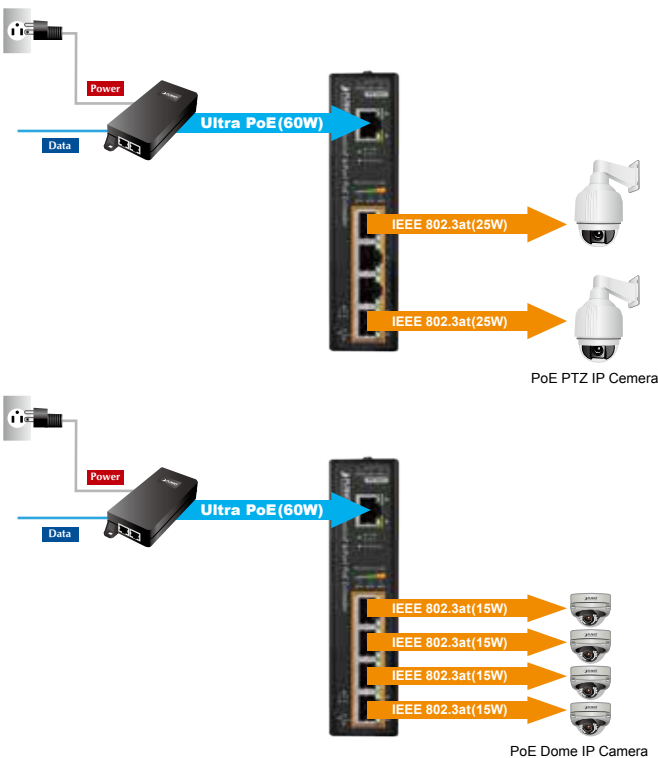 Power
Ultra PoE(60W)
Data
IEEE 802.3at(25W)
IEEE 802.3at(25W)
PoE PTZ IP Cemera
Power
Ultra PoE(60W)
Data
IEEE 802.3at(15W)
IEEE 802.3at(15W)
IEEE 802.3at(15W)
IEEE 802.3at(15W)
PoE Dome IP Camera